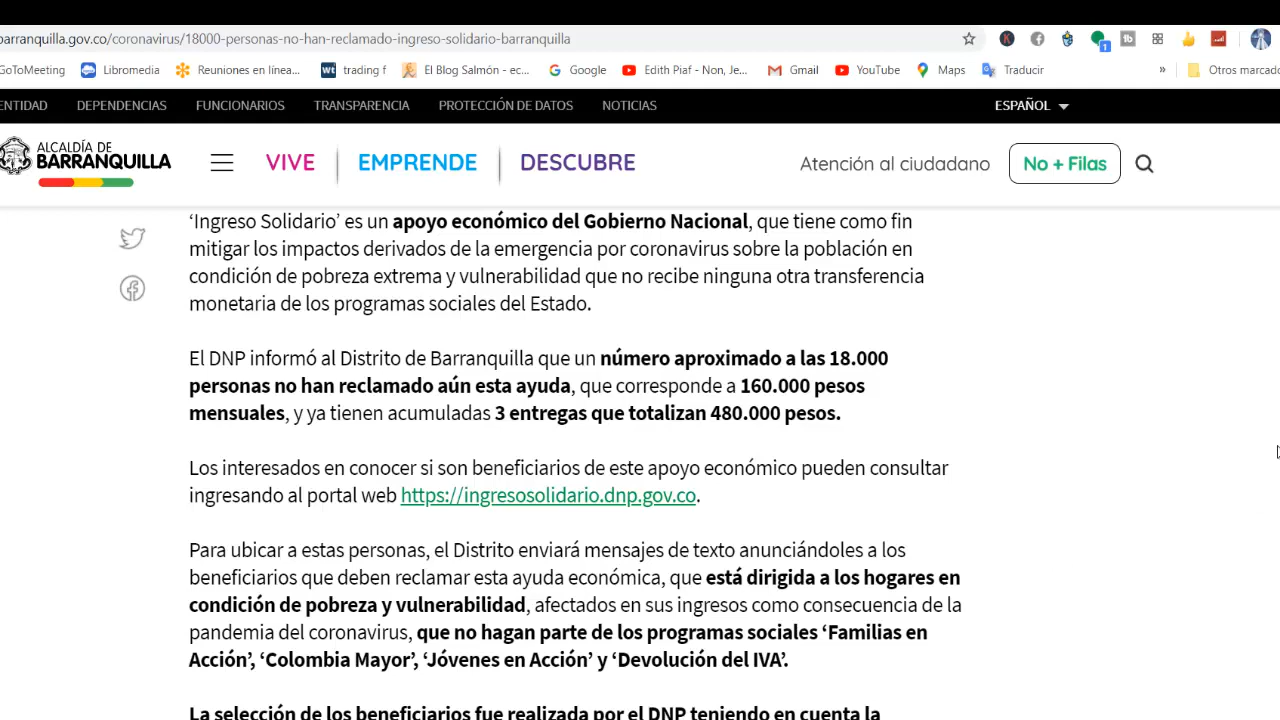 barranquilla.gov.co/coronavirus/18000-personas-no-han-reclamado-ingreso-solidario-barranquilla
GoToMeeting Libromedia Reuniones en línea... wt trading f El Blog Salmón - ec... Google Edith Piaf - Non, Je... Gmail YouTube Maps Traducir » Otros marcado
ENTIDAD DEPENDENCIAS FUNCIONARIOS TRANSPARENCIA PROTECCIÓN DE DATOS NOTICIAS ESPAÑOL
ALCALDÍA DE
BARRANQUILLA
VIVE EMPRENDE DESCUBRE Atención al ciudadano No + Filas
‘Ingreso Solidario’ es un apoyo económico del Gobierno Nacional, que tiene como fin
mitigar los impactos derivados de la emergencia por coronavirus sobre la población en
condición de pobreza extrema y vulnerabilidad que no recibe ninguna otra transferencia
monetaria de los programas sociales del Estado.
El DNP informó al Distrito de Barranquilla que un número aproximado a las 18.000
personas no han reclamado aún esta ayuda, que corresponde a 160.000 pesos
mensuales, y ya tienen acumuladas 3 entregas que totalizan 480.000 pesos.
Los interesados en conocer si son beneficiarios de este apoyo económico pueden consultar
ingresando al portal web https://ingresosolidario.dnp.gov.co.
Para ubicar a estas personas, el Distrito enviará mensajes de texto anunciándoles a los
beneficiarios que deben reclamar esta ayuda económica, que está dirigida a los hogares en
condición de pobreza y vulnerabilidad, afectados en sus ingresos como consecuencia de la
pandemia del coronavirus, que no hagan parte de los programas sociales ‘Familias en
Acción’, ‘Colombia Mayor’, ‘Jóvenes en Acción’ y ‘Devolución del IVA’.
La selección de los beneficiarios fue realizada por el DNP teniendo en cuenta la